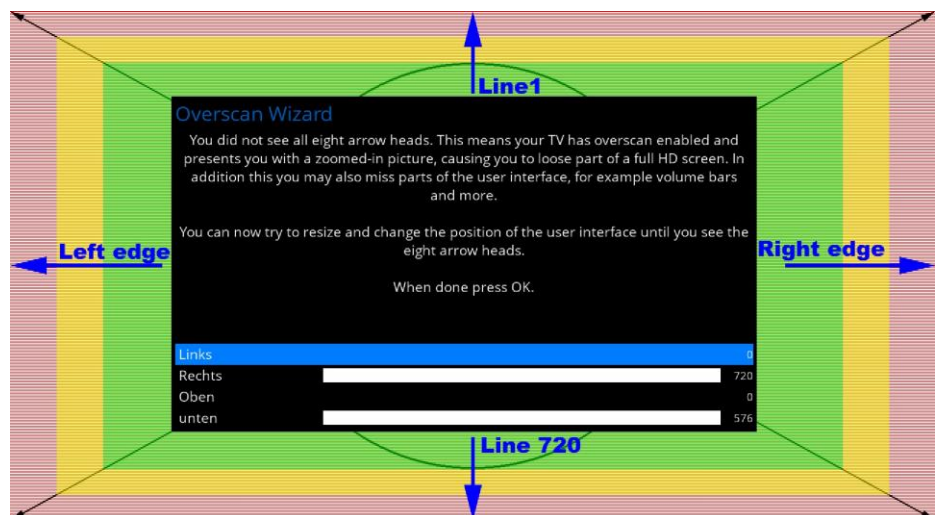 Line1
Overscan Wizard
You did not see all eight arrow heads. This means your TV has overscan enabled and
presents you with a zoomed-in picture, causing you to loose part of a full HD screen. In
addition this you may also miss parts of the user interface, for example volume bars
and more.
You can now try to resize and change the position of the user interface until you see the
eight arrow heads.
When done press OK.
Left edge
Right edge
Links 0
Rechts 720
Oben 0
unten 576
Line 720